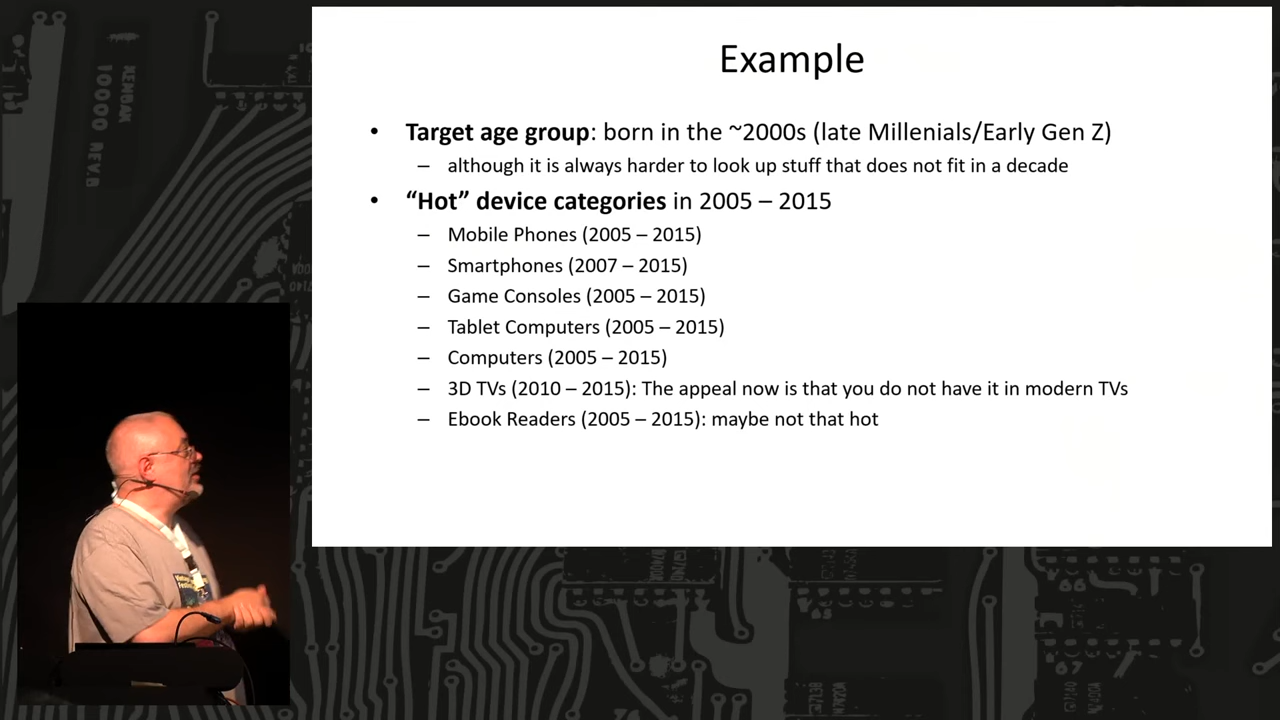 Example
• Target age group: born in the ~2000s (late Millenials/Early Gen Z)
– although it is always harder to look up stuff that does not fit in a decade
• “Hot” device categories in 2005 – 2015
– Mobile Phones (2005 – 2015)
– Smartphones (2007 – 2015)
– Game Consoles (2005 – 2015)
– Tablet Computers (2005 – 2015)
– Computers (2005 – 2015)
– 3D TVs (2010 – 2015): The appeal now is that you do not have it in modern TVs
– Ebook Readers (2005 – 2015): maybe not that hot